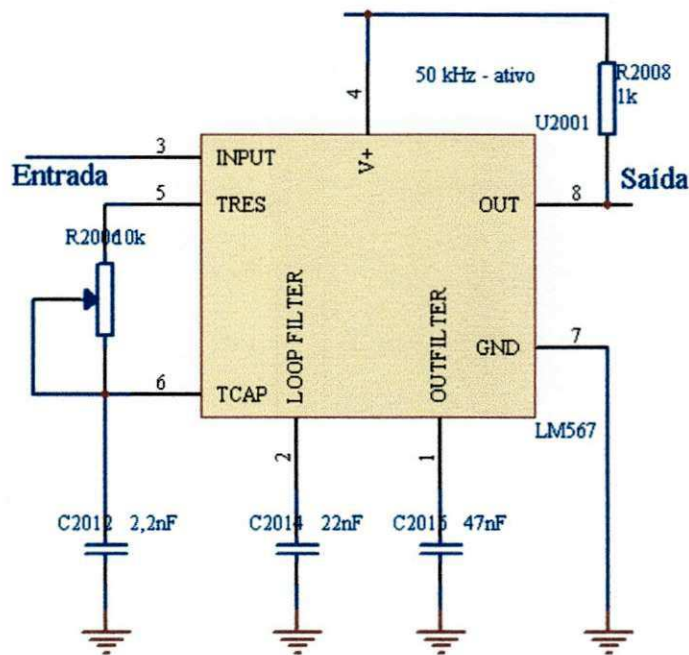 50 kHz - ativo
R2008
1k
U2001
4
V+
3
INPUT
Entrada
5
TRES
OUT
8
Saída
10k
LOOP FILTER
OUTFILTER
GND
7
6
TCAP
2
1
LM567
C2012 2,2nF
C2014 22nF
C2015 47nF